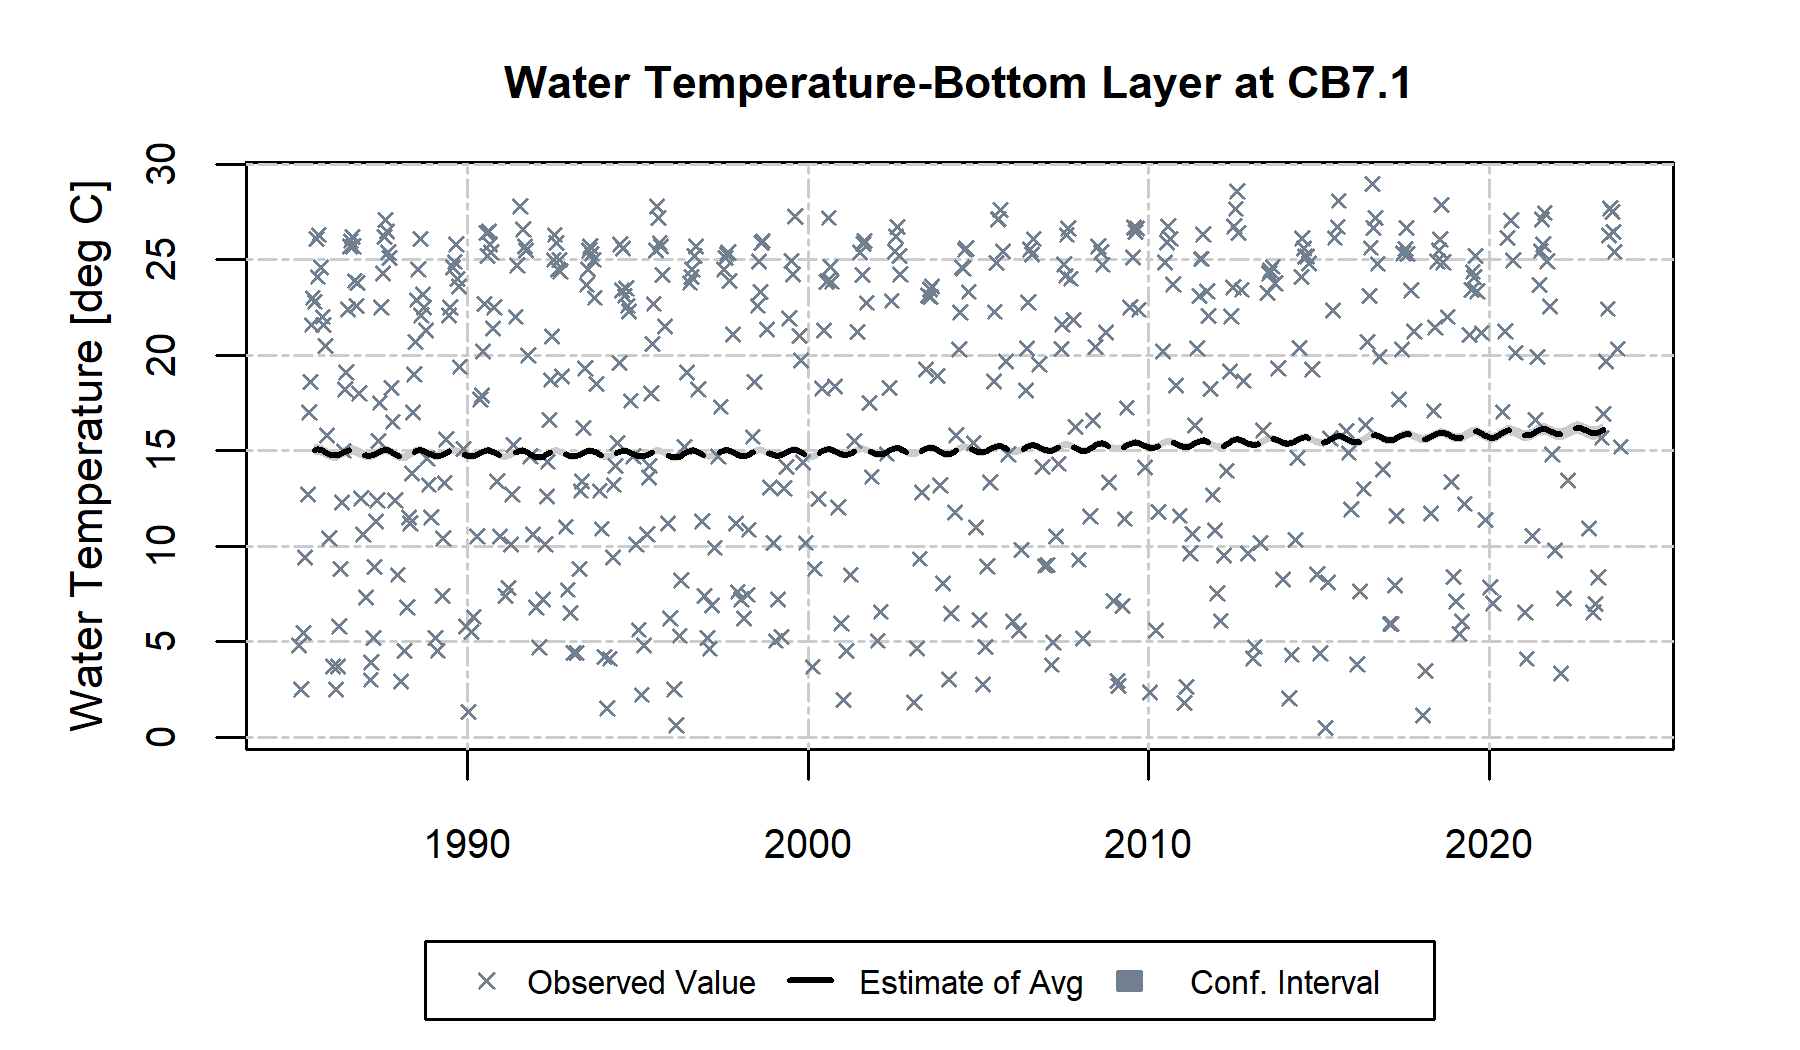 Water Temperature-Bottom Layer at CB7.1
Water Temperature [deg C]
30
25
20
15
10
5
0
1990 2000 2010 2020
Observed Value Estimate of Avg Conf. Interval